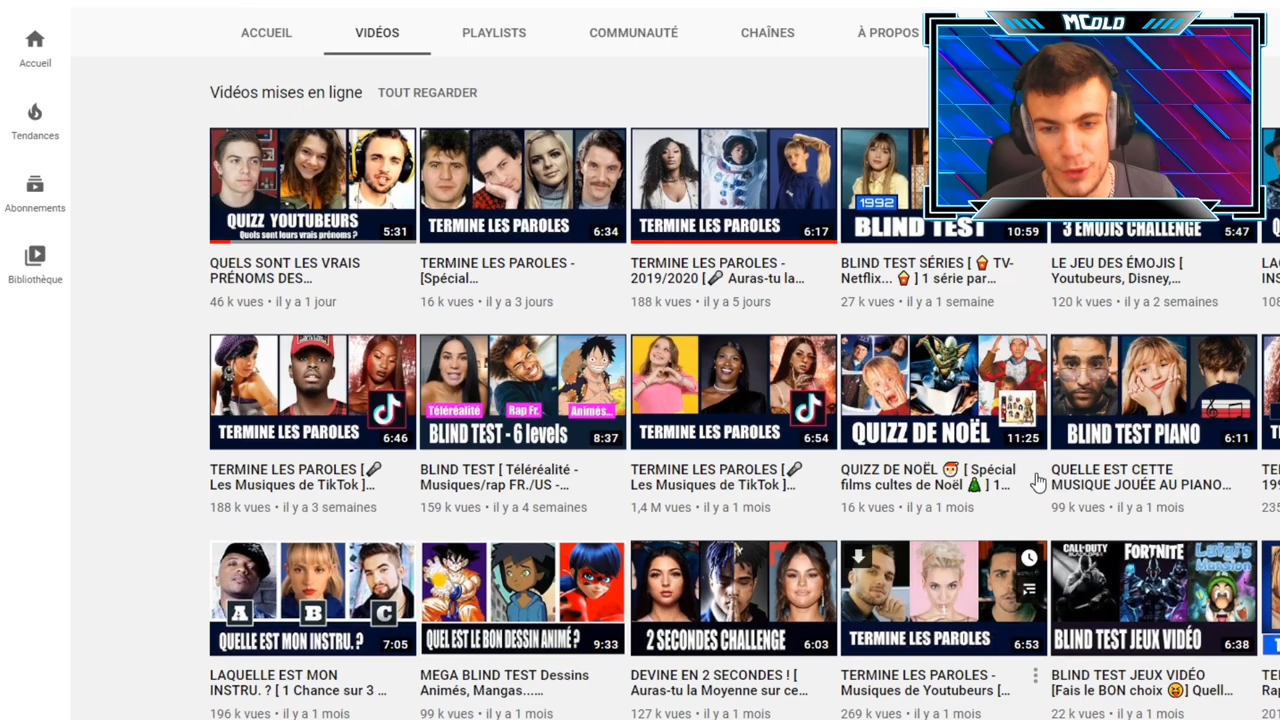 ACCUEIL
VIDÉOS
PLAYLISTS
COMMUNAUTÉ
CHAÎNES
À PROPOS
MCOLD
Accueil
Tendances
Abonnements
Bibliothèque
Vidéos mises en ligne
TOUT REGARDER
QUIZZ YOUTUBEURS
Quels sont leurs vrais prénoms ?
5:31
TERMINE LES PAROLES
6:34
TERMINE LES PAROLES
6:17
1992
BLIND TEST
10:59
3 EMOJIS CHALLENGE
5:47
QUELS SONT LES VRAIS
PRÉNOMS DES...
46 k vues • il y a 1 jour
TERMINE LES PAROLES -
[Spécial...
16 k vues • il y a 3 jours
TERMINE LES PAROLES -
2019/2020 [🎤 Auras-tu la...
188 k vues • il y a 5 jours
BLIND TEST SÉRIES [ 🍿 TV-
Netflix... 🍿 ] 1 série par...
27 k vues • il y a 1 semaine
LE JEU DES ÉMOJIS [
Youtubeurs, Disney,...
120 k vues • il y a 2 semaines
TERMINE LES PAROLES
6:46
Téléréalité
Rap Fr.
Animés...
BLIND TEST - 6 levels
8:37
TERMINE LES PAROLES
6:54
QUIZZ DE NOËL
11:25
BLIND TEST PIANO
6:11
TERMINE LES PAROLES [🎤
Les Musiques de TikTok ]...
188 k vues • il y a 3 semaines
BLIND TEST [ Téléréalité -
Musiques/rap FR./US -...
159 k vues • il y a 4 semaines
TERMINE LES PAROLES [🎤
Les Musiques de TikTok ]...
1,4 M vues • il y a 1 mois
QUIZZ DE NOËL 🎅 [ Spécial
films cultes de Noël 🎄 ] 1...
16 k vues • il y a 1 mois
QUELLE EST CETTE
MUSIQUE JOUÉE AU PIANO...
99 k vues • il y a 1 mois
A
B
C
QUELLE EST MON INSTRU. ?
7:05
QUEL EST LE BON DESSIN ANIMÉ ?
9:33
2 SECONDES CHALLENGE
6:03
TERMINE LES PAROLES
6:53
CALL·DUTY
FORTNITE
Luigi's
Mansion
BLIND TEST JEUX VIDÉO
6:38
LAQUELLE EST MON
INSTRU. ? [ 1 Chance sur 3 ...
196 k vues • il y a 1 mois
MEGA BLIND TEST Dessins
Animés, Mangas......
99 k vues • il y a 1 mois
DEVINE EN 2 SECONDES ! [
Auras-tu la Moyenne sur ce...
127 k vues • il y a 1 mois
TERMINE LES PAROLES -
Musiques de Youtubeurs [...
269 k vues • il y a 1 mois
BLIND TEST JEUX VIDÉO
[Fais le BON choix 😝] Quell...
22 k vues • il y a 1 mois